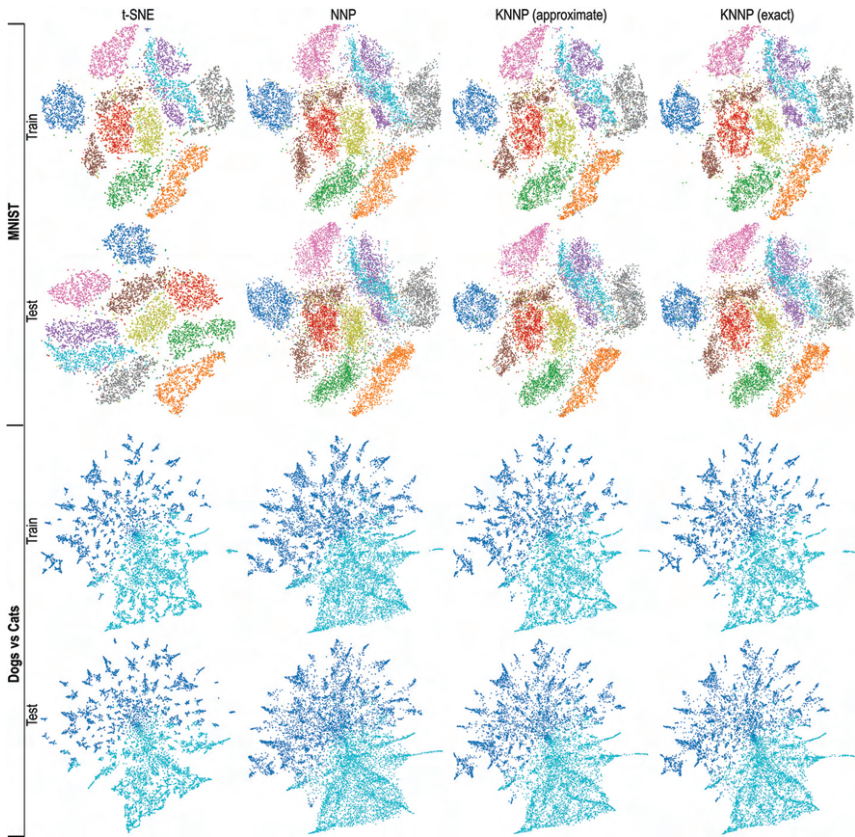 t-SNE NNP KNNP (approximate) KNNP (exact)
MNIST
Train
Test
Dogs vs Cats
Train
Test